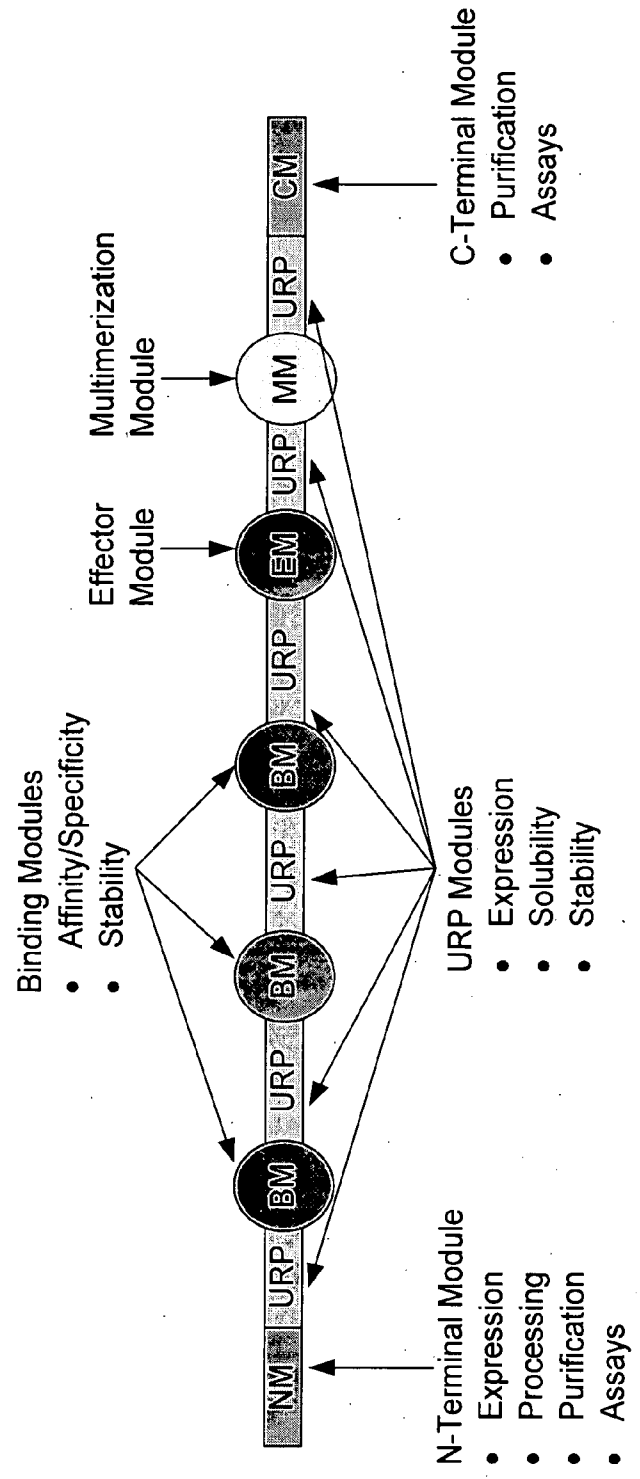 Binding Modules
• Affinity/Specificity
• Stability
Effector
Module
Multimerization
Module
NM URP BM URP BM URP BM URP EM URP MM URP CM
N-Terminal Module
• Expression
• Processing
• Purification
• Assays
URP Modules
• Expression
• Solubility
• Stability
C-Terminal Module
• Purification
• Assays